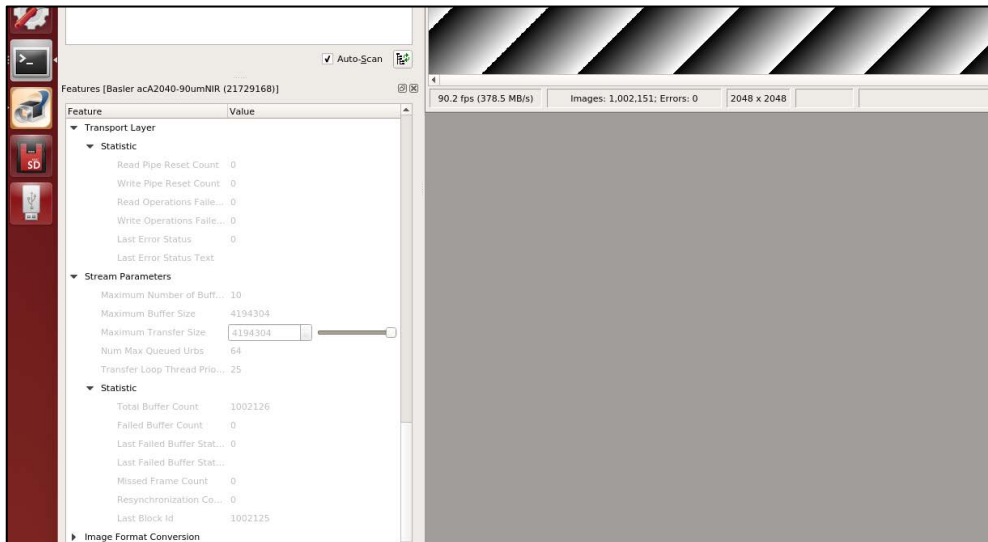 Auto-Scan
Features [Basler acA2040-90umNIR (21729168)]
Feature Value
Transport Layer
Statistic
Read Pipe Reset Count 0
Write Pipe Reset Count 0
Read Operations Faile... 0
Write Operations Faile... 0
Last Error Status 0
Last Error Status Text
Stream Parameters
Maximum Number of Buff... 10
Maximum Buffer Size 4194304
Maximum Transfer Size 4194304
Num Max Queued Urbs 64
Transfer Loop Thread Prio... 25
Statistic
Total Buffer Count 1002126
Failed Buffer Count 0
Last Failed Buffer Stat... 0
Last Failed Buffer Stat...
Missed Frame Count 0
Resynchronization Co... 0
Last Block Id 1002125
Image Format Conversion
90.2 fps (378.5 MB/s) Images: 1,002,151; Errors: 0 2048 x 2048
>_
SD